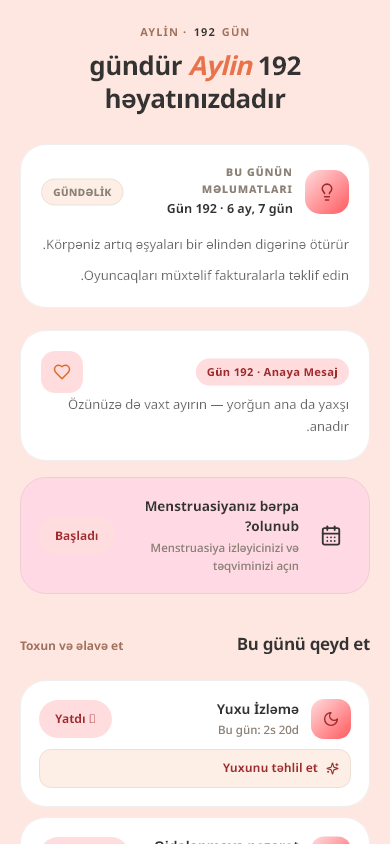 AYLİN · 192 GÜN
gündür Aylin 192
həyatınızdadır
BU GÜNÜN
MƏLUMATLARI
Gün 192 · 6 ay, 7 gün
GÜNDƏLİK
.Körpəniz artıq əşyaları bir əlindən digərinə ötürür
.Oyuncaqları müxtəlif fakturalarla təklif edin
Gün 192 · Anaya Mesaj
Özünüzə də vaxt ayırın — yorğun ana da yaxşı
.anadır
Menstruasiyanız bərpa
?olunub
Menstruasiya izləyicinizi və
təqviminizi açın
Başladı
Bu günü qeyd et
Toxun və əlavə et
Yuxu İzləmə
Bu gün: 2s 20d
Yatdı
Yuxunu təhlil et